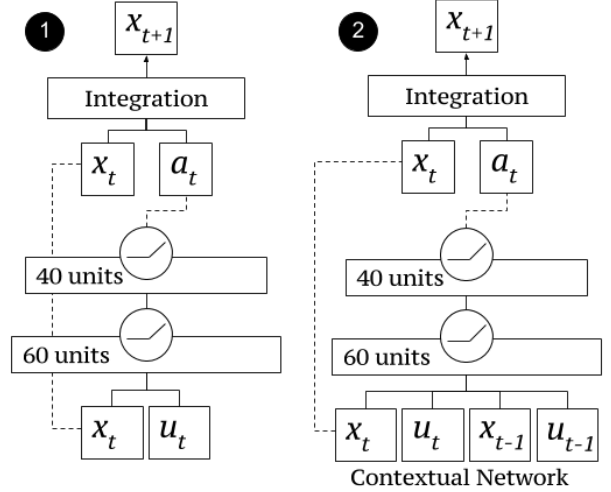 1
x_{t+1}
Integration
x_t a_t
40 units
60 units
x_t u_t
2
x_{t+1}
Integration
x_t a_t
40 units
60 units
x_t u_t x_{t-1} u_{t-1}
Contextual Network